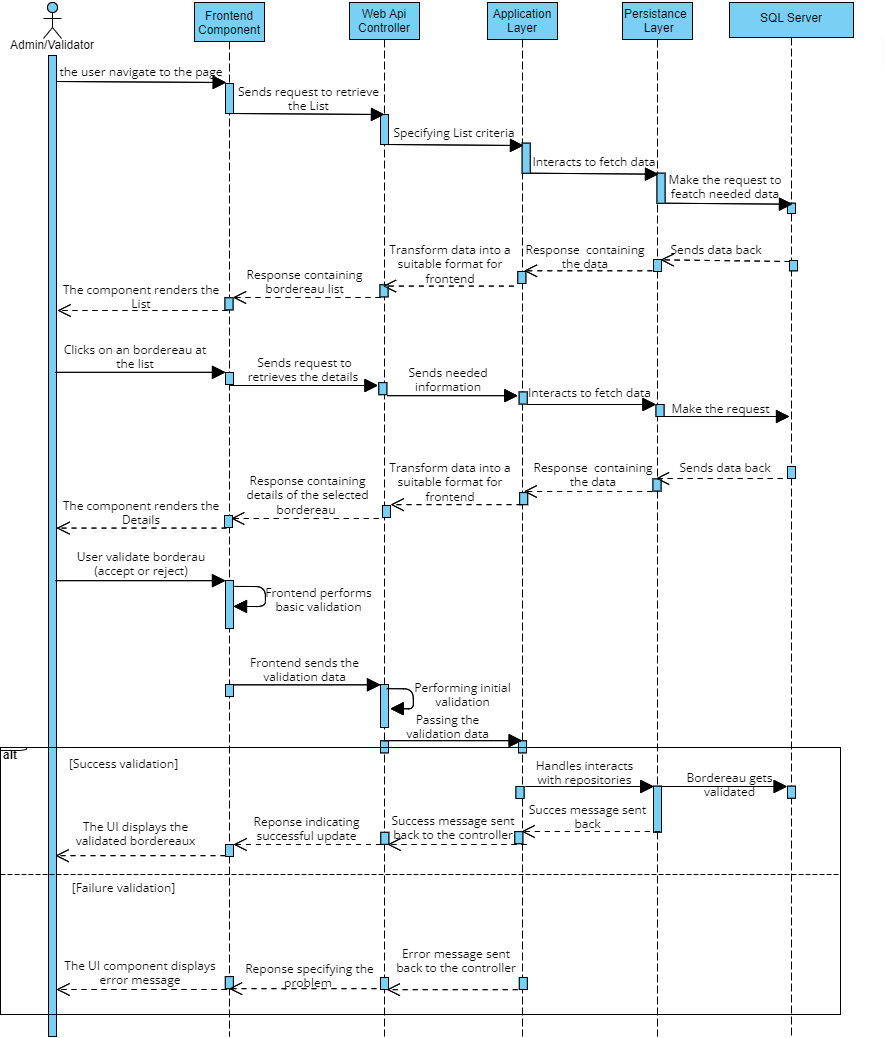 Admin/Validator
Frontend
Component
Web Api
Controller
Application
Layer
Persistance
Layer
SQL Server
the user navigate to the page
Sends request to retrieve
the List
Specifying List criteria
Interacts to fetch data
Make the request to
featch needed data
Sends data back
Response containing
the data
Transform data into a
suitable format for
frontend
Response containing
bordereau list
The component renders the
List
Clicks on an bordereau at
the list
Sends request to
retrieves the details
Sends needed
information
Interacts to fetch data
Make the request
Sends data back
Response containing
the data
Transform data into a
suitable format for
frontend
Response containing
details of the selected
bordereau
The component renders the
Details
User validate borderau
(accept or reject)
Frontend performs
basic validation
Frontend sends the
validation data
Performing initial
validation
Passing the
validation data
alt
[Success validation]
Handles interacts
with repositories
Bordereau gets
validated
Succes message sent
back
Success message sent
back to the controller
Reponse indicating
successful update
The UI displays the
validated bordereaux
[Failure validation]
Error message sent
back to the controller
Reponse specifying the
problem
The UI component displays
error message